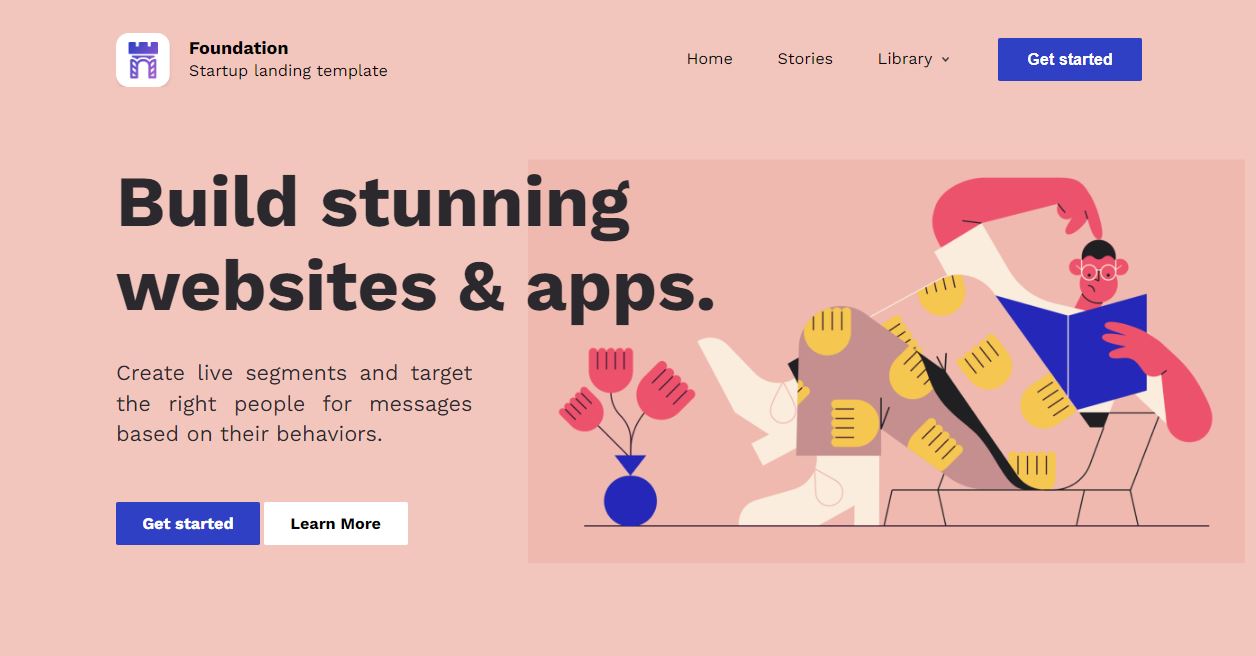 Foundation
Startup landing template
Home
Stories
Library
Get started
Build stunning
websites & apps.
Create live segments and target
the right people for messages
based on their behaviors.
Get started
Learn More